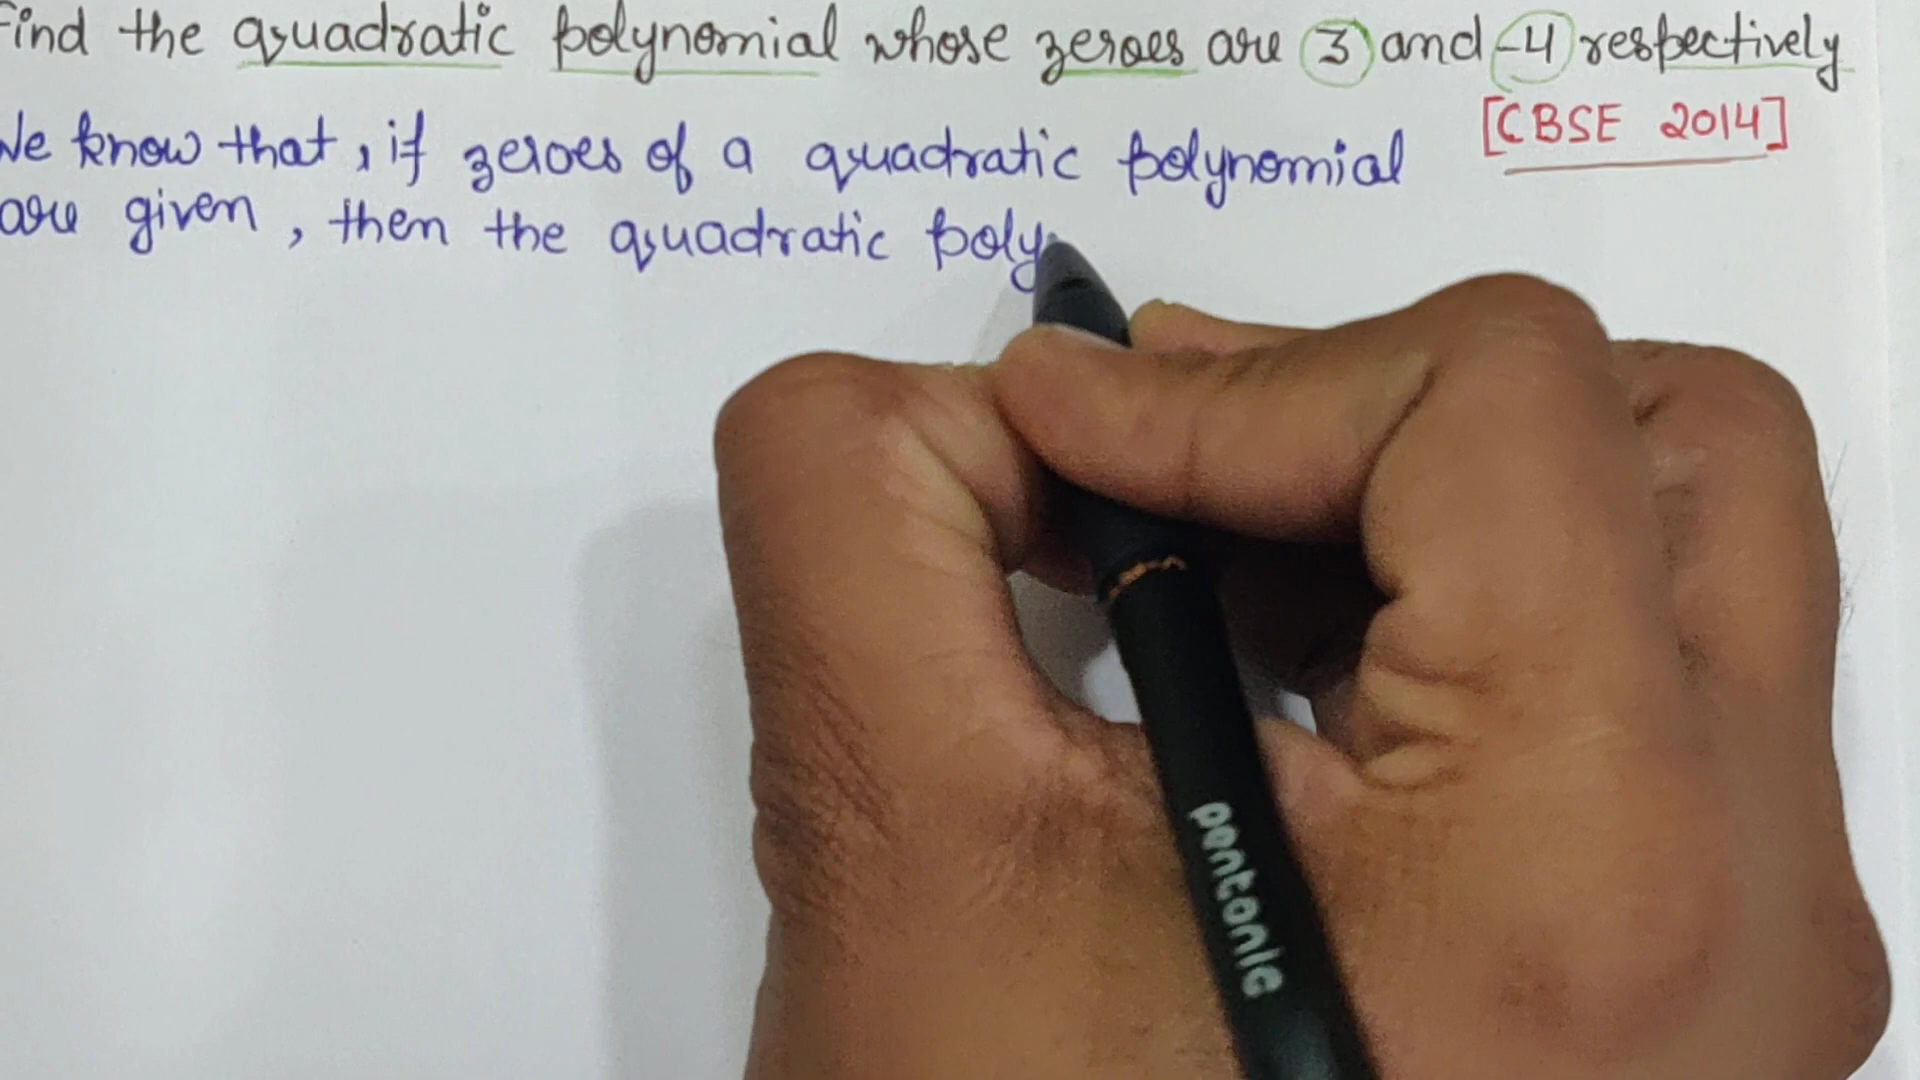 Find the quadratic polynomial whose zeroes are 3 and -4 respectively
[CBSE 2014]
We know that, if zeroes of a quadratic polynomial
are given, then the quadratic poly
pentonic